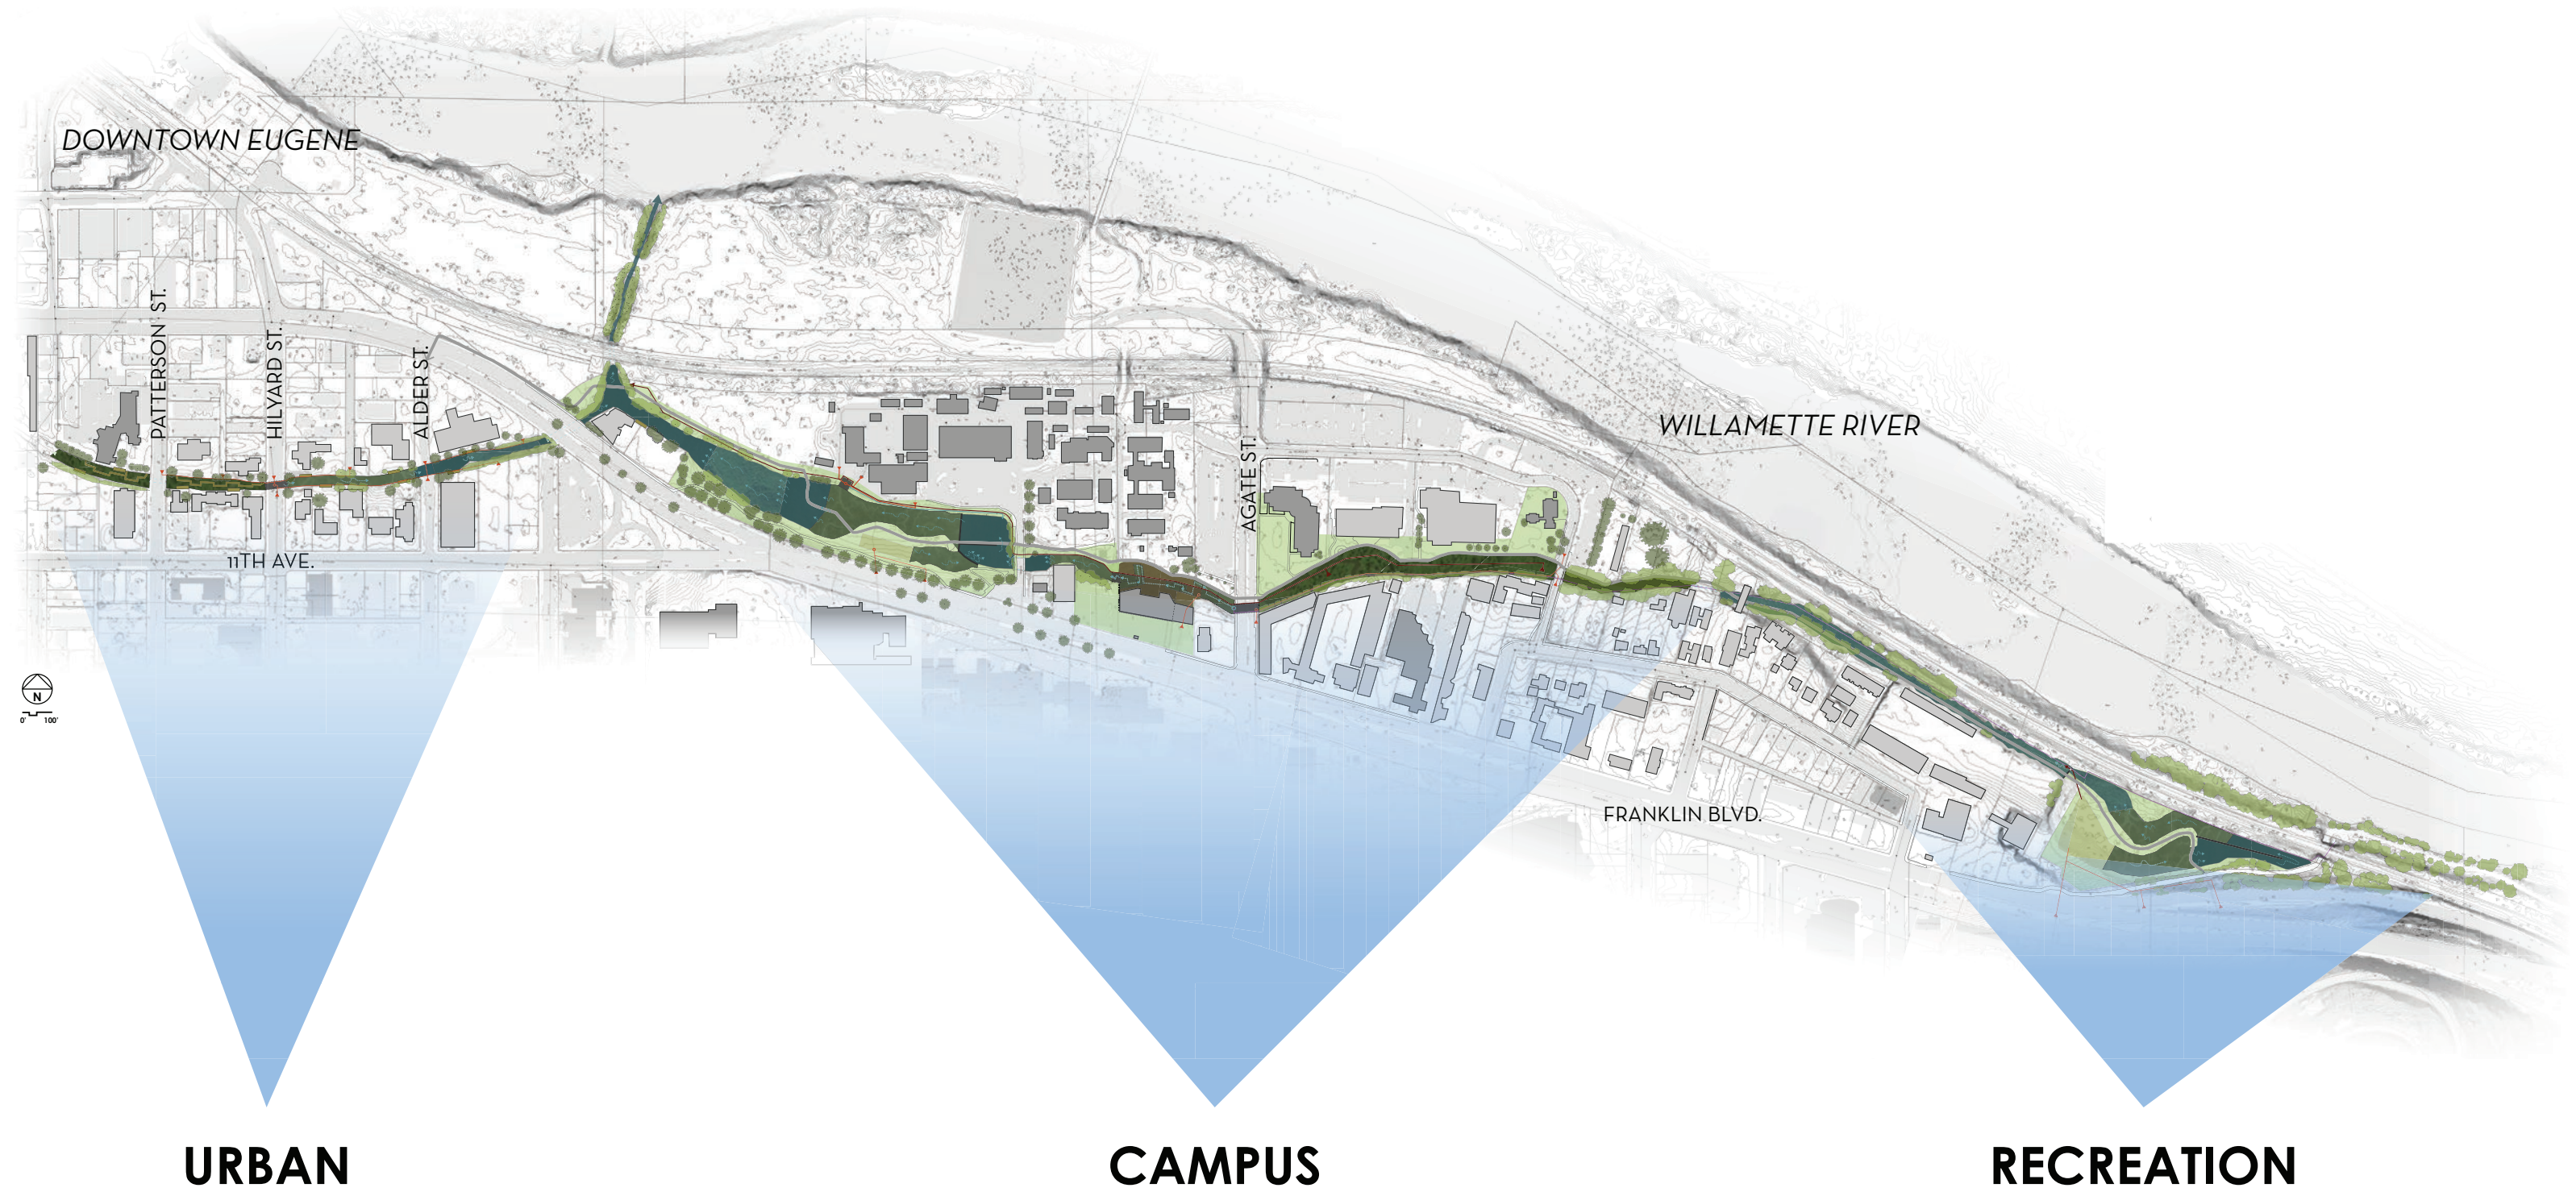 DOWNTOWN EUGENE
PATTERSON ST.
HILYARD ST.
ALDER ST.
11TH AVE.
AGATE ST.
WILLAMETTE RIVER
FRANKLIN BLVD.
N
0' 100'
URBAN
CAMPUS
RECREATION